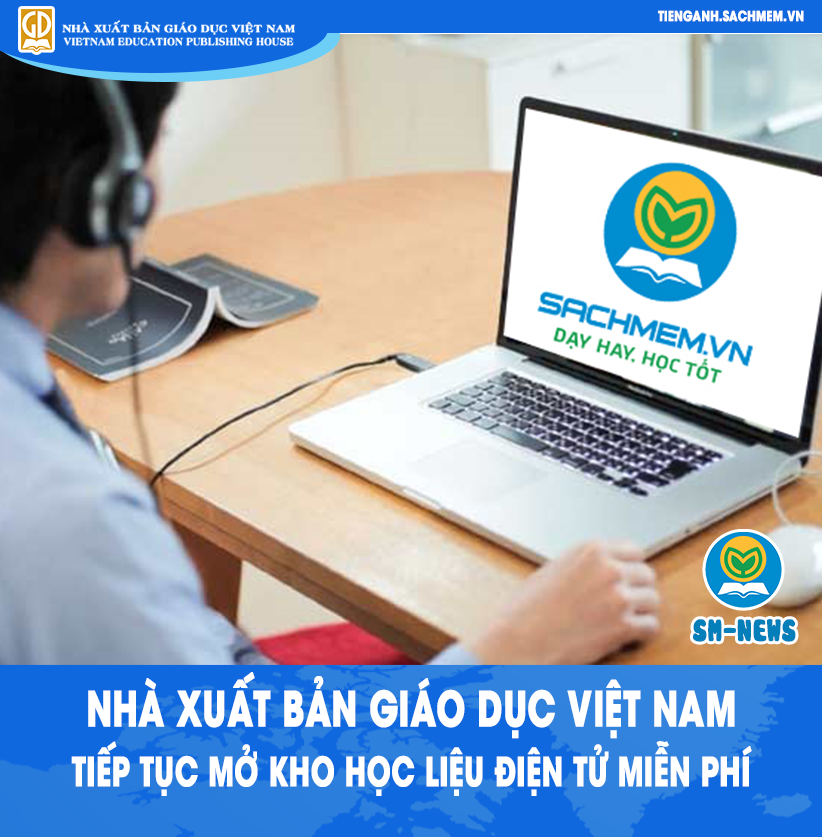 NHÀ XUẤT BẢN GIÁO DỤC VIỆT NAM
VIETNAM EDUCATION PUBLISHING HOUSE
TIENGANH.SACHMEM.VN
SACHMEM.VN
DẠY HAY, HỌC TỐT
SM-NEWS
NHÀ XUẤT BẢN GIÁO DỤC VIỆT NAM
TIẾP TỤC MỞ KHO HỌC LIỆU ĐIỆN TỬ MIỄN PHÍ